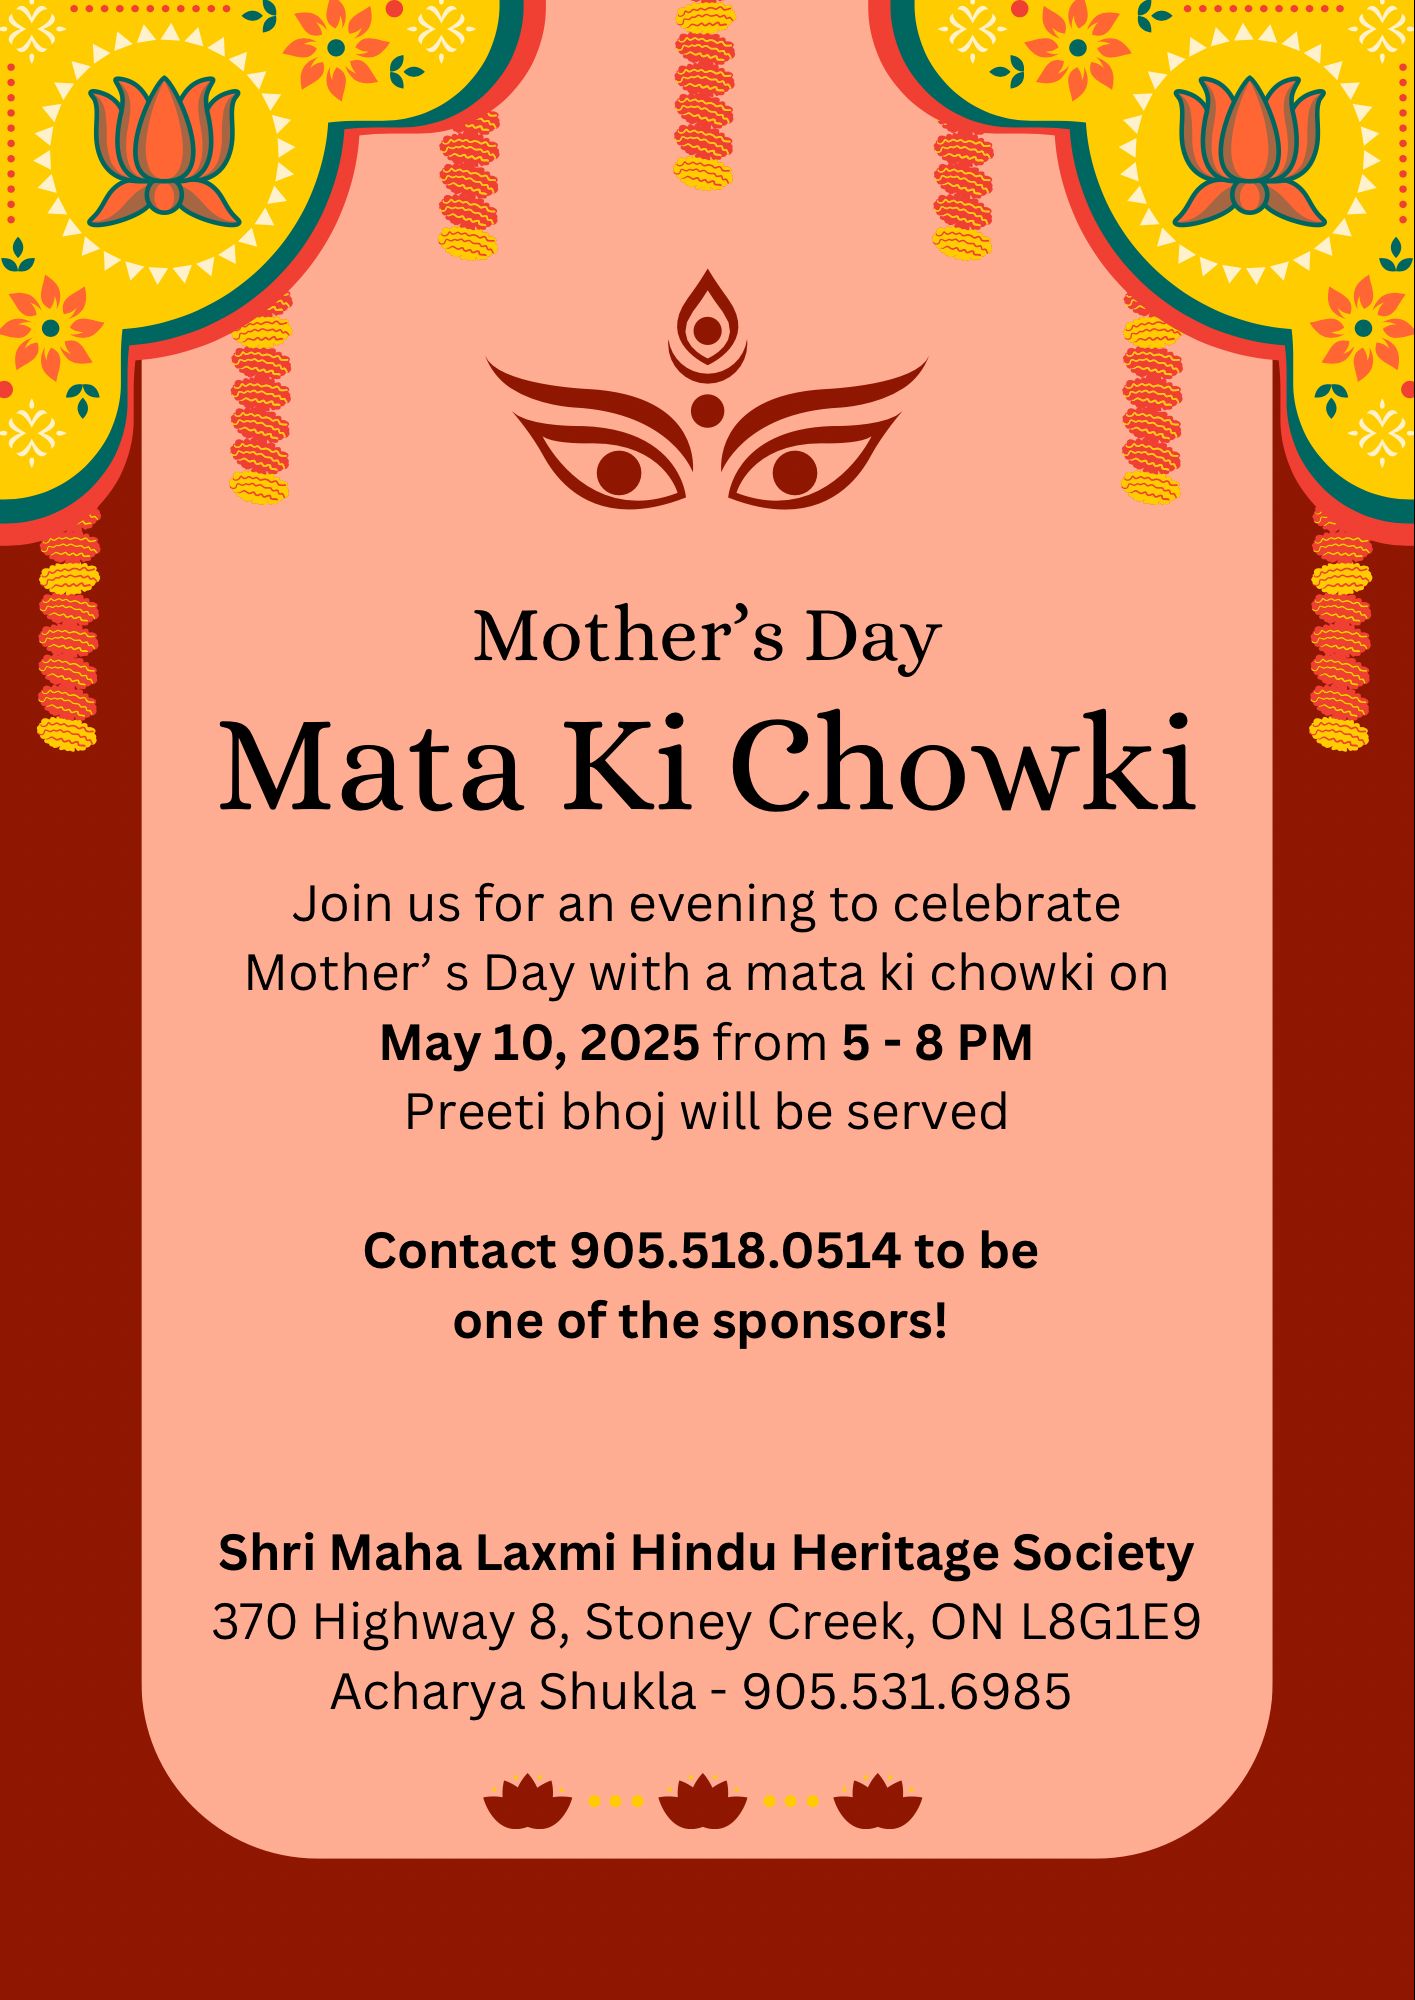 Mother’s Day
Mata Ki Chowki
Join us for an evening to celebrate
Mother’ s Day with a mata ki chowki on
May 10, 2025 from 5 - 8 PM
Preeti bhoj will be served
Contact 905.518.0514 to be
one of the sponsors!
Shri Maha Laxmi Hindu Heritage Society
370 Highway 8, Stoney Creek, ON L8G1E9
Acharya Shukla - 905.531.6985